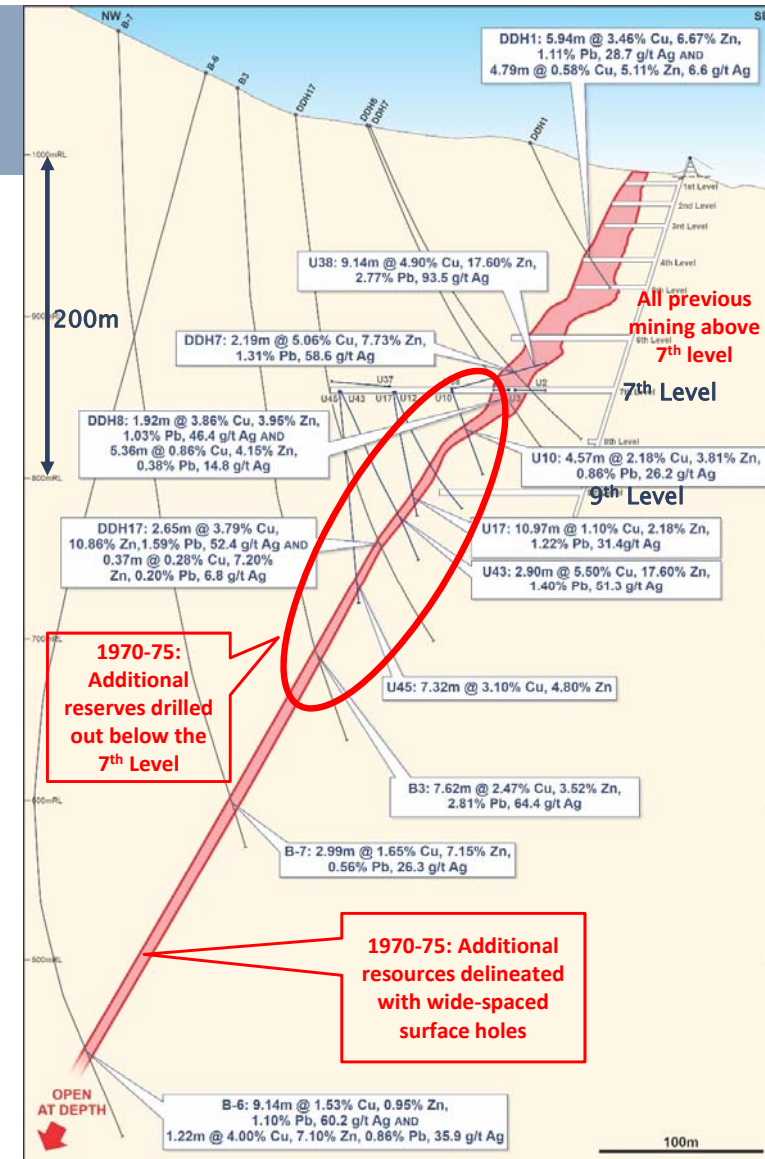 NW
SE
B-7
B-6
B3
DDH17
DDH8
DDH7
DDH1
DDH1: 5.94m @ 3.46% Cu, 6.67% Zn,
1.11% Pb, 28.7 g/t Ag AND
4.79m @ 0.58% Cu, 5.11% Zn, 6.6 g/t Ag
1000mRL
1st Level
2nd Level
3rd Level
4th Level
U38: 9.14m @ 4.90% Cu, 17.60% Zn,
2.77% Pb, 93.5 g/t Ag
All previous
mining above
7th level
200m
900mRL
6th Level
DDH7: 2.19m @ 5.06% Cu, 7.73% Zn,
1.31% Pb, 58.6 g/t Ag
U37
U45
U43
U17
U12
U10
U2
7th Level
DDH8: 1.92m @ 3.86% Cu, 3.95% Zn,
1.03% Pb, 46.4 g/t Ag AND
5.36m @ 0.86% Cu, 4.15% Zn,
0.38% Pb, 14.8 g/t Ag
8th Level
U10: 4.57m @ 2.18% Cu, 3.81% Zn,
0.86% Pb, 26.2 g/t Ag
800mRL
9th Level
DDH17: 2.65m @ 3.79% Cu,
10.86% Zn,1.59% Pb, 52.4 g/t Ag AND
0.37m @ 0.28% Cu, 7.20%
Zn, 0.20% Pb, 6.8 g/t Ag
U17: 10.97m @ 1.10% Cu, 2.18% Zn,
1.22% Pb, 31.4g/t Ag
U43: 2.90m @ 5.50% Cu, 17.60% Zn,
1.40% Pb, 51.3 g/t Ag
700mRL
1970-75:
Additional
reserves drilled
out below the
7th Level
U45: 7.32m @ 3.10% Cu, 4.80% Zn
B3: 7.62m @ 2.47% Cu, 3.52% Zn,
2.81% Pb, 64.4 g/t Ag
600mRL
B-7: 2.99m @ 1.65% Cu, 7.15% Zn,
0.56% Pb, 26.3 g/t Ag
1970-75: Additional
resources delineated
with wide-spaced
surface holes
500mRL
OPEN
AT DEPTH
B-6: 9.14m @ 1.53% Cu, 0.95% Zn,
1.10% Pb, 60.2 g/t Ag AND
1.22m @ 4.00% Cu, 7.10% Zn, 0.86% Pb, 35.9 g/t Ag
100m